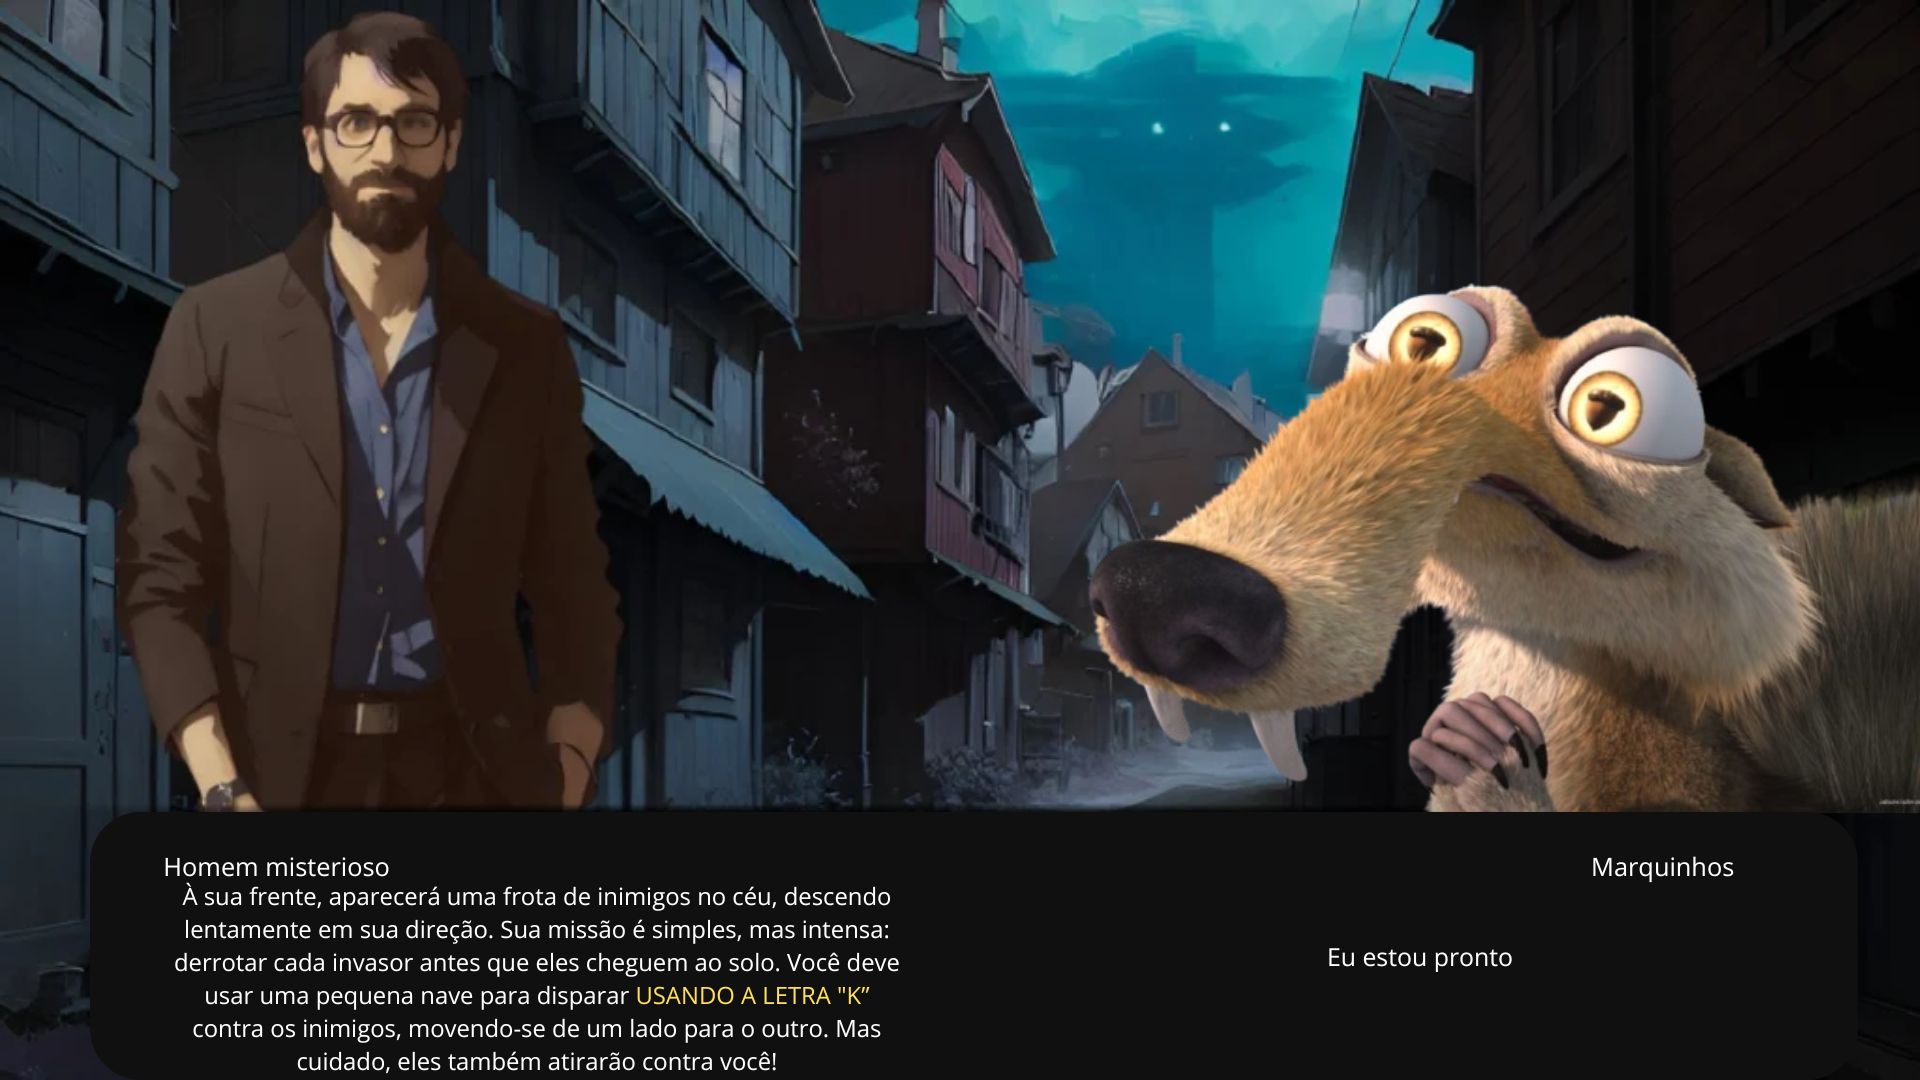 Homem misterioso
À sua frente, aparecerá uma frota de inimigos no céu, descendo
lentamente em sua direção. Sua missão é simples, mas intensa:
derrotar cada invasor antes que eles cheguem ao solo. Você deve
usar uma pequena nave para disparar USANDO A LETRA "K”
contra os inimigos, movendo-se de um lado para o outro. Mas
cuidado, eles também atirarão contra você!
Marquinhos
Eu estou pronto